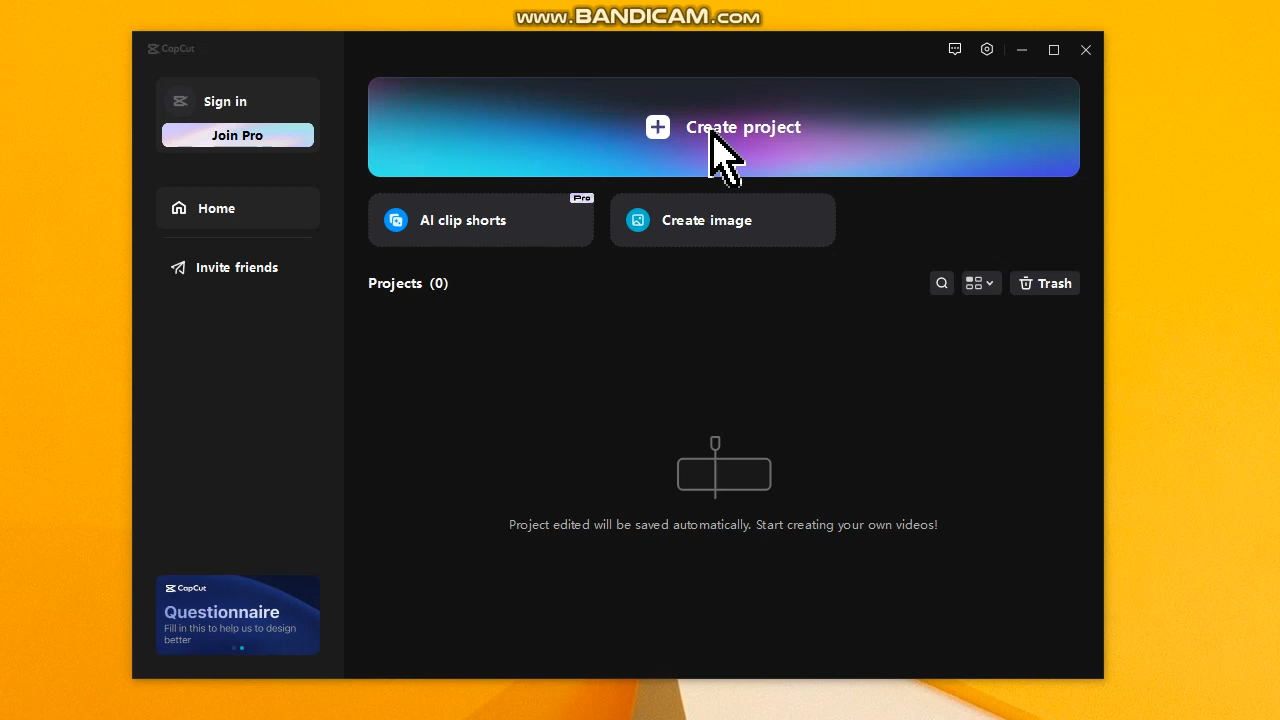 www.BANDICAM.com
CapCut
Sign in
Join Pro
Home
Invite friends
Create project
AI clip shorts
Pro
Create image
Projects (0)
Trash
Project edited will be saved automatically. Start creating your own videos!
CapCut
Questionnaire
Fill in this to help us to design
better